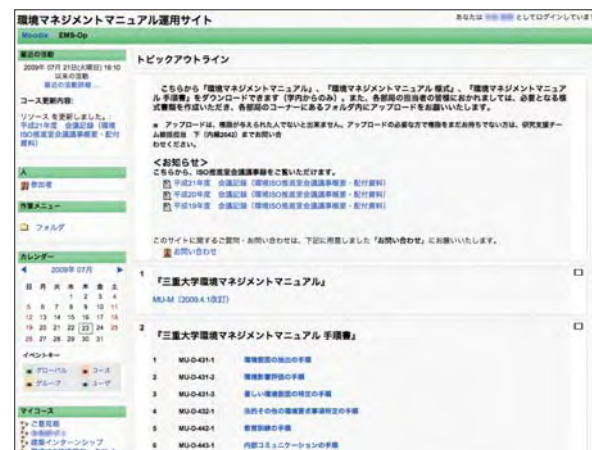 環境マネジメントマニュアル運用サイト
あなたは としてログインしています
Moodle EMS-Op
最近の活動
2009年 07月 21日(火曜日) 16:10
以来の活動
最近の活動詳細 ...
コース更新内容:
リソース を更新しました。:
平成21年度 会議記録（環境
ISO推進室会議議事概要・配付
資料）
人
参加者
作業メニュー
フォルダ
カレンダー
2009年 07月
日 月 火 水 木 金 土
1 2 3 4
5 6 7 8 9 10 11
12 13 14 15 16 17 18
19 20 21 22 23 24 25
26 27 28 29 30 31
イベントキー
グローバル コース
グループ ユーザ
マイコース
ご意見箱
建築インターンシップ
トピックアウトライン
こちらから『環境マネジメントマニュアル』、『環境マネジメントマニュアル 様式』、『環境マネジメントマニュア
ル 手順書』をダウンロードできます（学内からのみ）。また、各部局の担当者の皆様におかれましては、必要となる様
式書類を作成いただき、各部局のコーナーにあるフォルダ内にアップロードをお願いいたします。
※ アップロードは、権限が与えられた人でないと出来ません。アップロードの必要な方で権限をまだお持ちでない方は、研究支援チー
ム総括担当 下（内線2042）までお問い合
わせください。
＜お知らせ＞
こちらから、ISO推進室会議議事録をご覧いただけます。
平成21年度 会議記録（環境ISO推進室会議議事概要・配付資料）
平成20年度 会議記録（環境ISO推進室会議議事概要・配付資料）
平成19年度 会議記録（環境ISO推進室会議議事概要・配付資料）
このサイトに関するご質問・お問い合わせは、下記に用意しました「お問い合わせ」にお願いいたします。
お問い合わせ
1 『三重大学環境マネジメントマニュアル』
MU-M（2009.4.1改訂）
2 『三重大学環境マネジメントマニュアル 手順書』
1 MU-D-431-1 環境側面の抽出の手順
2 MU-D-431-2 環境影響評価の手順
3 MU-D-431-3 著しい環境側面の特定の手順
4 MU-D-432-1 法的その他の環境要求事項特定の手順
5 MU-D-442-1 教育訓練の手順
6 MU-D-443-1 内部コミュニケーションの手順